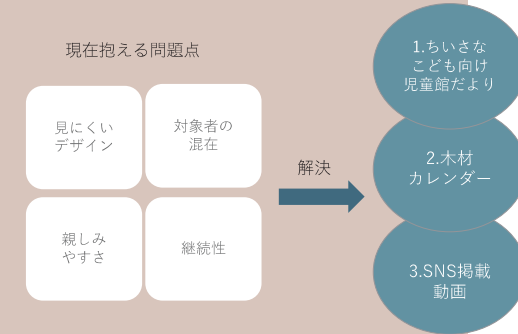 現在抱える問題点
見にくい
デザイン
対象者の
混在
親しみ
やすさ
継続性
解決
1.ちいさな
こども向け
児童館だより
2.木材
カレンダー
3.SNS掲載
動画